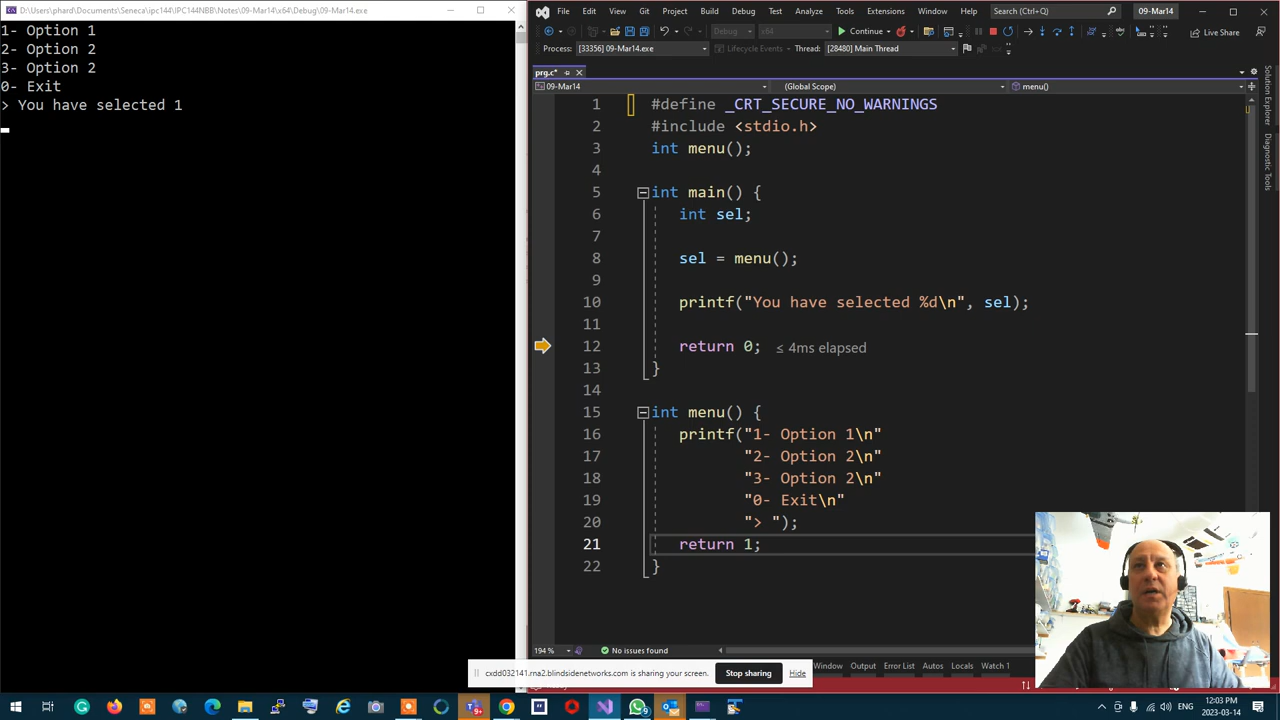 D:\Users\phard\Documents\Seneca\ipc144\IPC144NBB\Notes\09-Mar14\x64\Debug\09-Mar14.exe
1- Option 1
2- Option 2
3- Option 2
0- Exit
> You have selected 1
File Edit View Git Project Build Debug Test Analyze Tools Extensions Window Help Search (Ctrl+Q) 09-Mar14
Debug x64 Continue Live Share
Process: [33356] 09-Mar14.exe Lifecycle Events Thread: [28480] Main Thread
prg.c*
09-Mar14 (Global Scope) menu()
1 #define _CRT_SECURE_NO_WARNINGS
2 #include <stdio.h>
3 int menu();
4
5 int main() {
6 int sel;
7
8 sel = menu();
9
10 printf("You have selected %d\n", sel);
11
12 return 0; ≤ 4ms elapsed
13 }
14
15 int menu() {
16 printf("1- Option 1\n"
17 "2- Option 2\n"
18 "3- Option 2\n"
19 "0- Exit\n"
20 "> ");
21 return 1;
22 }
Solution Explorer
Diagnostic Tools
194 % No issues found
Window Output Error List Autos Locals Watch 1
cxdd032141.rna2.blindsidenetworks.com is sharing your screen. Stop sharing Hide
ENG 12:03 PM
2023-03-14